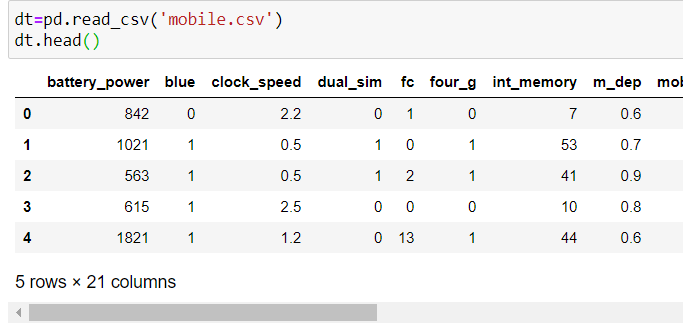 dt=pd.read_csv('mobile.csv')
dt.head()
battery_power blue clock_speed dual_sim fc four_g int_memory m_dep mol
0 842 0 2.2 0 1 0 7 0.6
1 1021 1 0.5 1 0 1 53 0.7
2 563 1 0.5 1 2 1 41 0.9
3 615 1 2.5 0 0 0 10 0.8
4 1821 1 1.2 0 13 1 44 0.6
5 rows × 21 columns